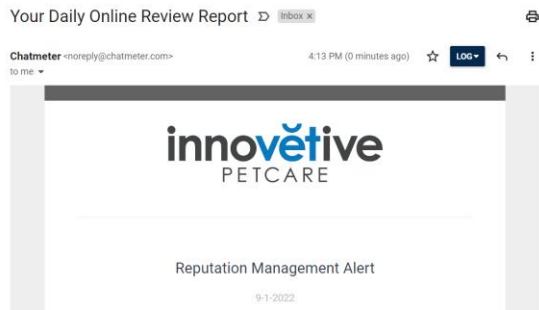 Your Daily Online Review Report Inbox x
Chatmeter <noreply@chatmeter.com> 4:13 PM (0 minutes ago) LOG
to me
innovĕtive
PETCARE
Reputation Management Alert
9-1-2022